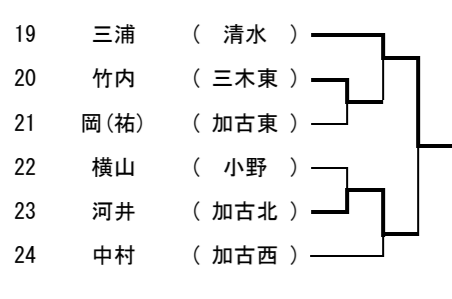 19 三浦 ( 清水 )
20 竹内 ( 三木東 )
21 岡(祐) ( 加古東 )
22 横山 ( 小野 )
23 河井 ( 加古北 )
24 中村 ( 加古西 )